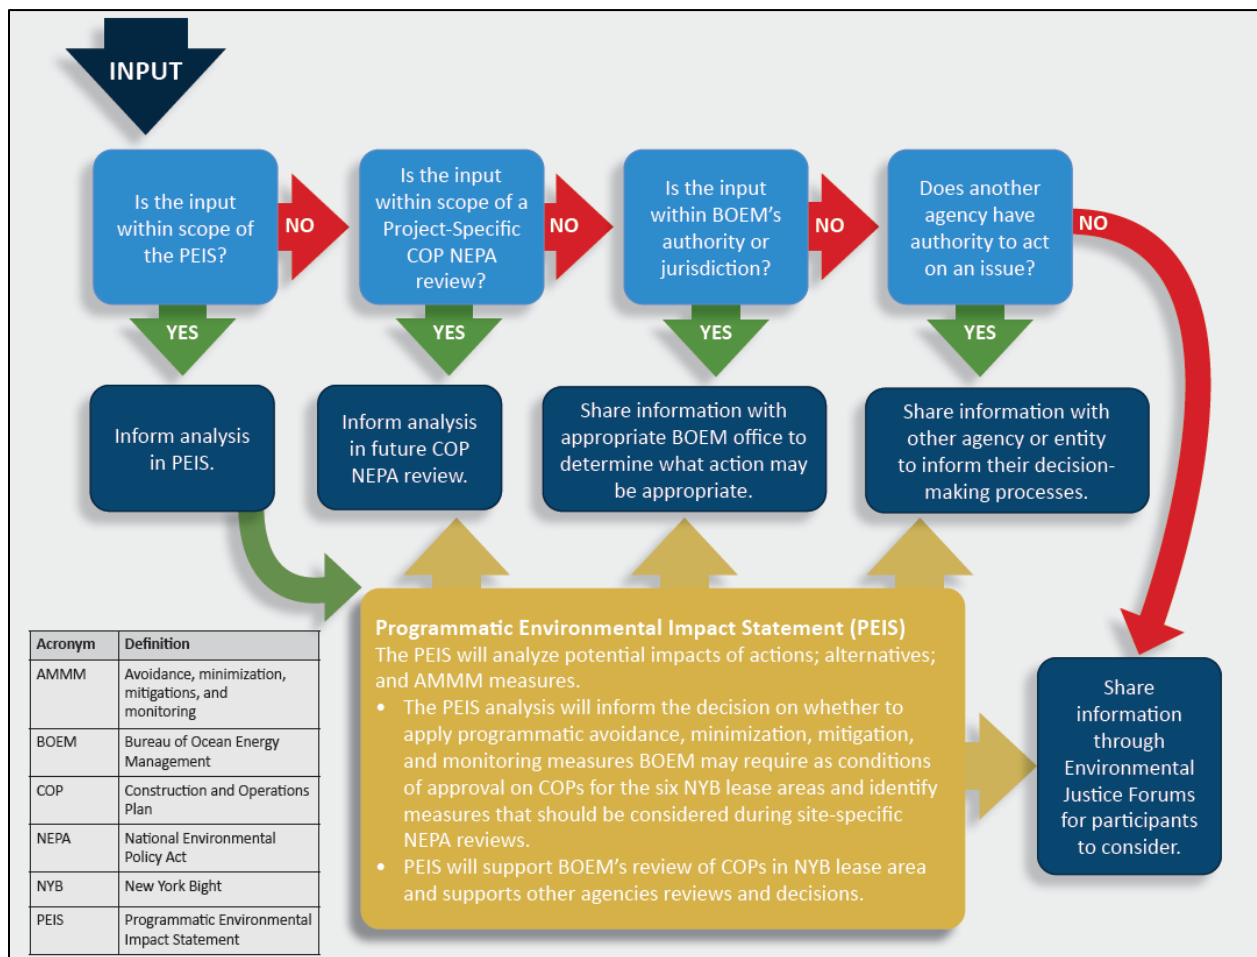 INPUT
Is the input
within scope of
the PEIS?
NO
Is the input
within scope of a
Project-Specific
COP NEPA
review?
NO
Is the input
within BOEM's
authority or
jurisdiction?
NO
Does another
agency have
authority to act
on an issue?
NO
YES
YES
YES
YES
Inform analysis
in PEIS.
Inform analysis
in future COP
NEPA review.
Share information with
appropriate BOEM office to
determine what action may
be appropriate.
Share information with
other agency or entity
to inform their decision-
making processes.
Programmatic Environmental Impact Statement (PEIS)
The PEIS will analyze potential impacts of actions; alternatives;
and AMMM measures.
• The PEIS analysis will inform the decision on whether to
apply programmatic avoidance, minimization, mitigation,
and monitoring measures BOEM may require as conditions
of approval on COPs for the six NYB lease areas and identify
measures that should be considered during site-specific
NEPA reviews.
• PEIS will support BOEM's review of COPs in NYB lease area
and supports other agencies reviews and decisions.
Share
information
through
Environmental
Justice Forums
for participants
to consider.
Acronym Definition
AMMM Avoidance, minimization,
mitigations, and
monitoring
BOEM Bureau of Ocean Energy
Management
COP Construction and Operations
Plan
NEPA National Environmental
Policy Act
NYB New York Bight
PEIS Programmatic Environmental
Impact Statement